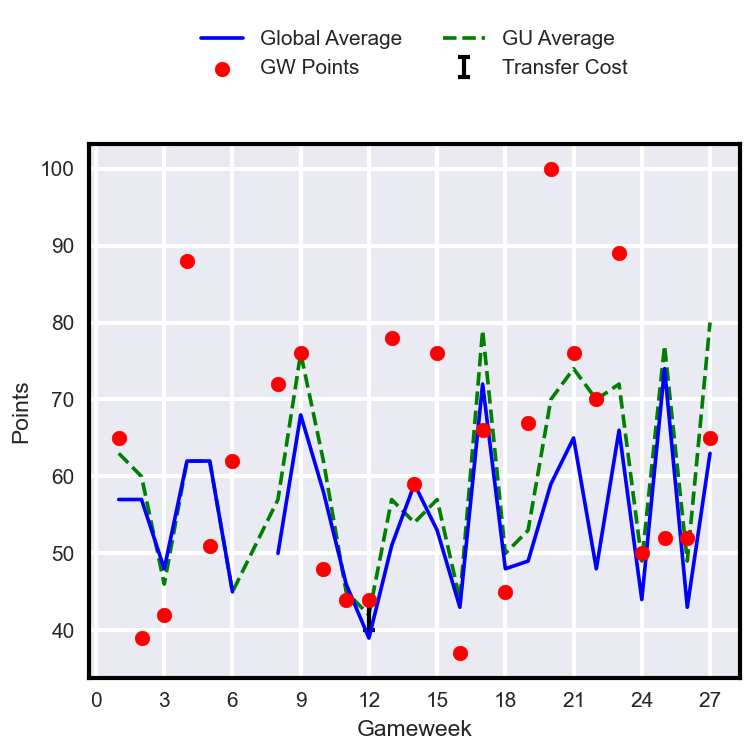 Global Average
GU Average
GW Points
Transfer Cost
100
90
80
70
60
50
40
Points
0 3 6 9 12 15 18 21 24 27
Gameweek